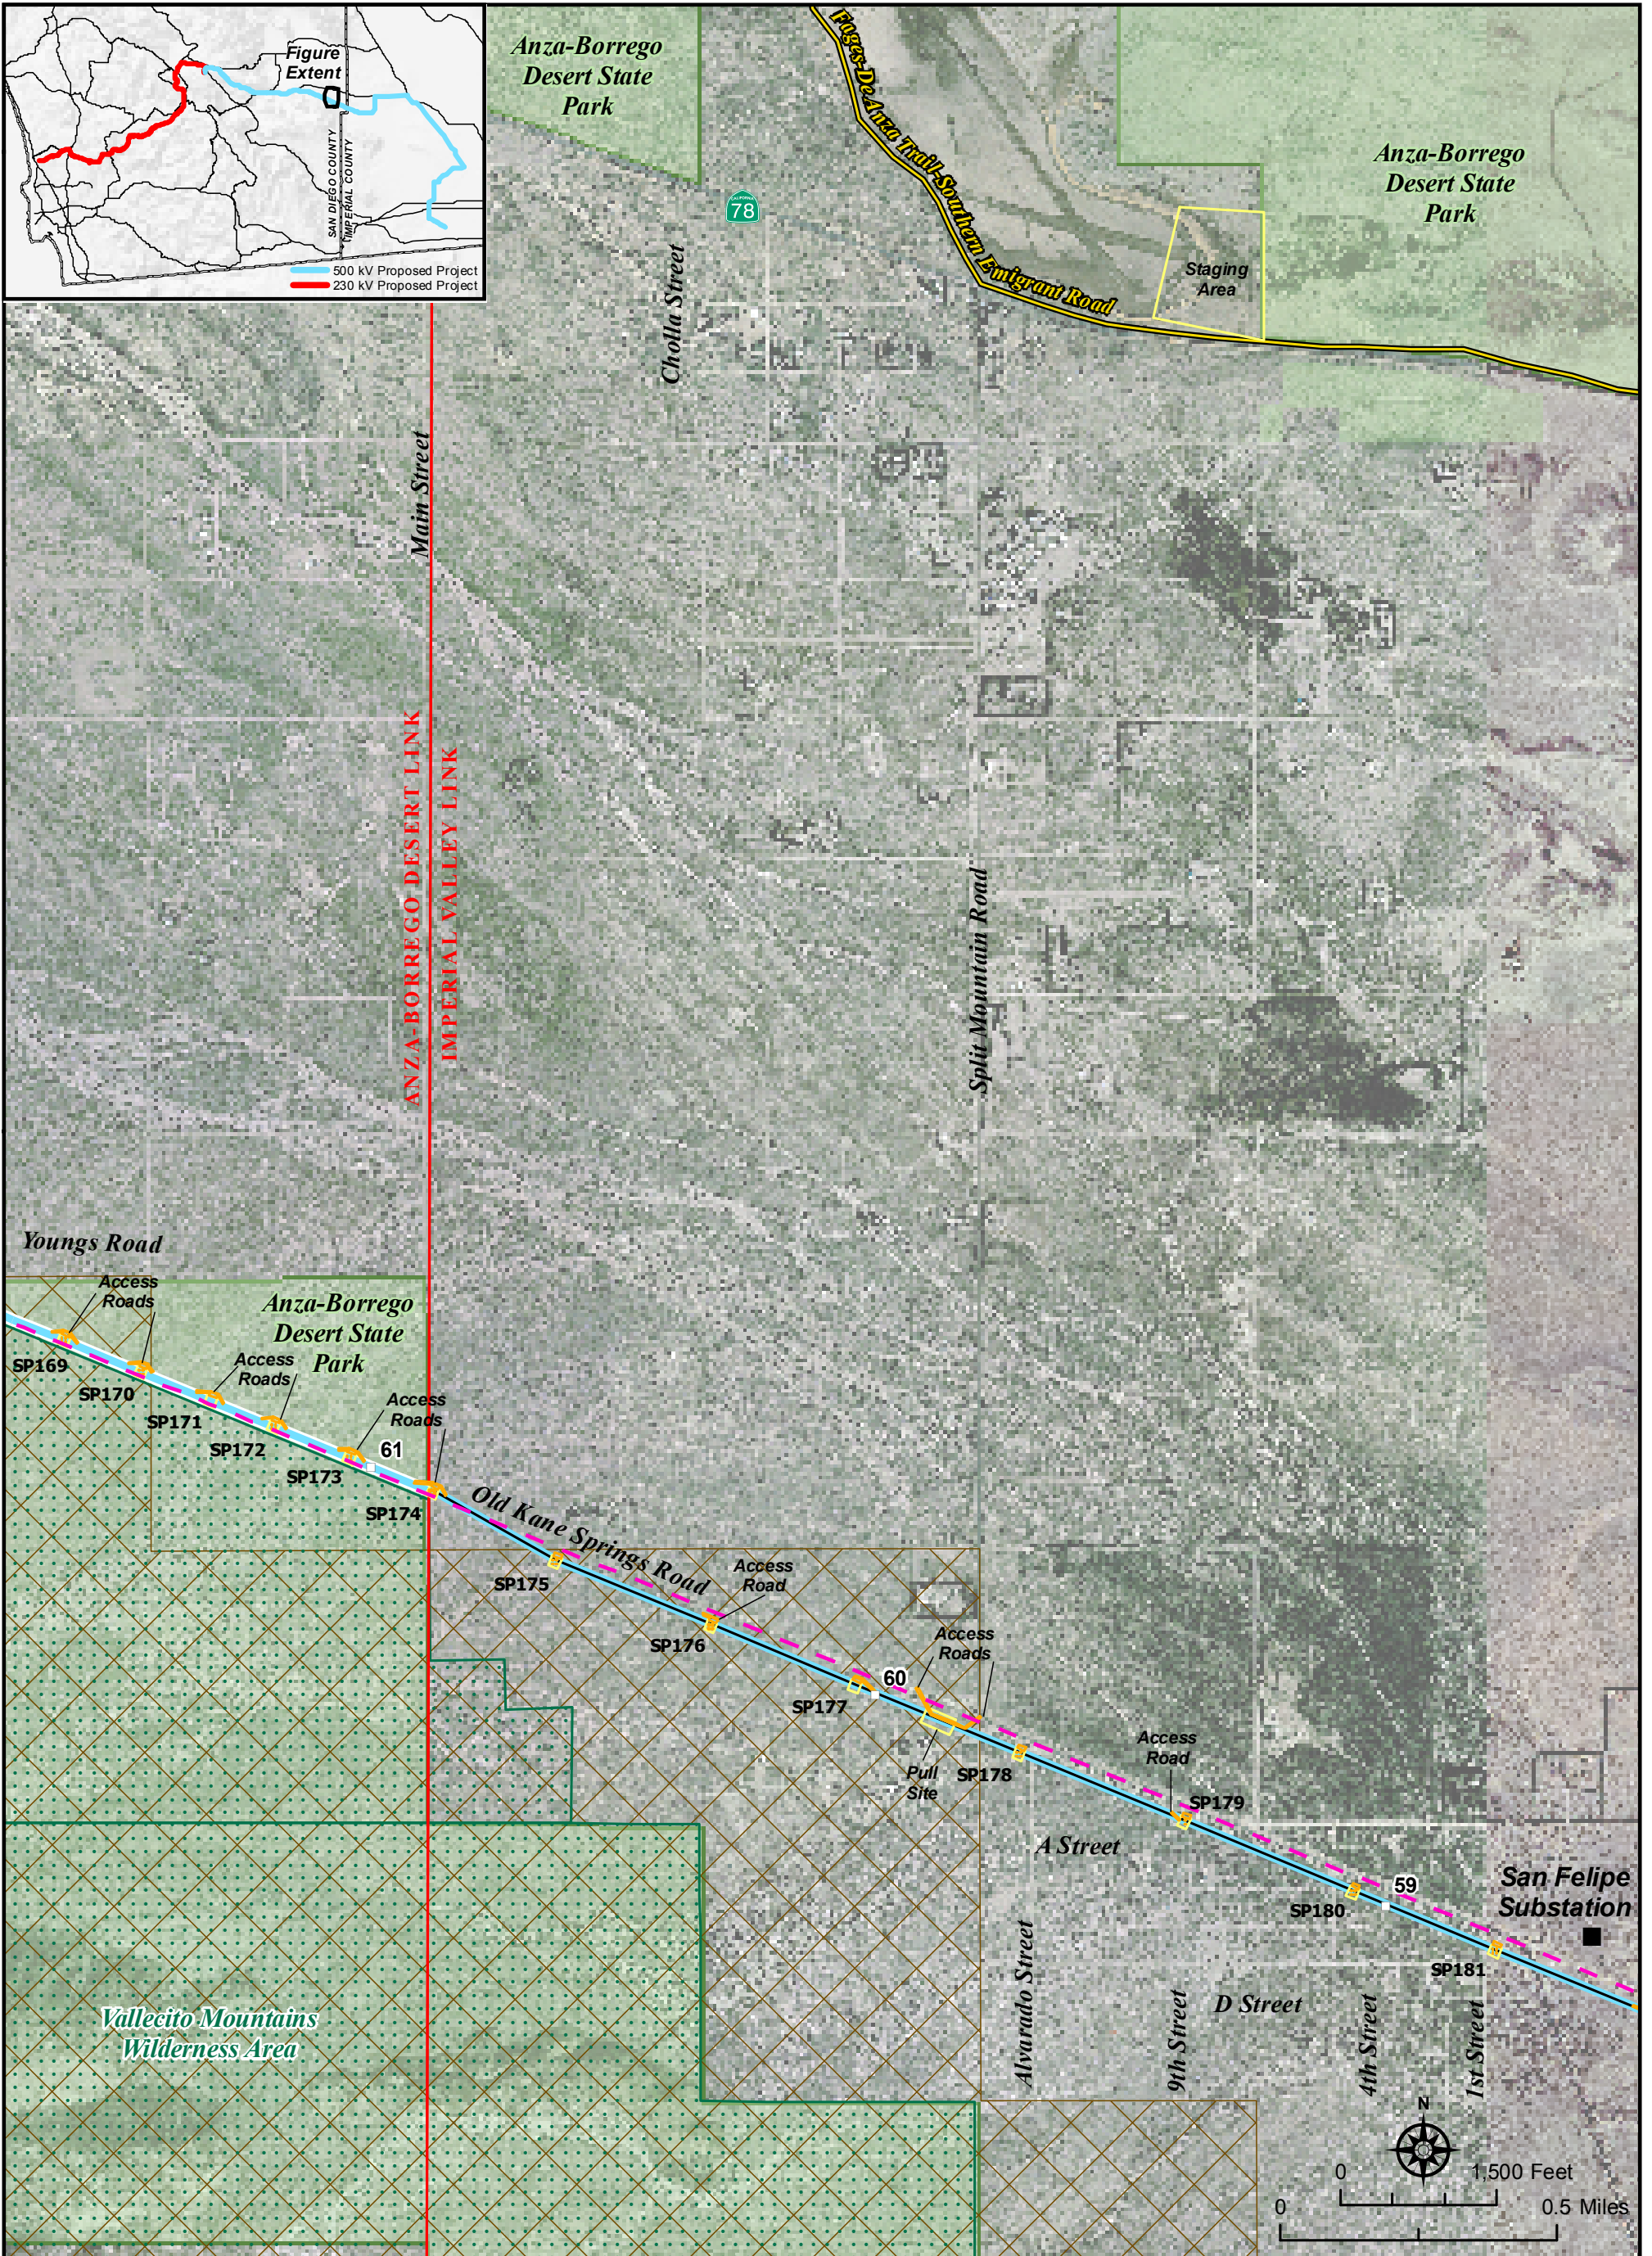 Figure
Extent
SAN DIEGO COUNTY
IMPERIAL COUNTY
500 kV Proposed Project
230 kV Proposed Project
Anza-Borrego
Desert State
Park
Fages-De Anza Trail-Southern Emigrant Road
Anza-Borrego
Desert State
Park
CALIFORNIA
78
Staging
Area
Cholla Street
Main Street
ANZA-BORREGO DESERT LINK
IMPERIAL VALLEY LINK
Split Mountain Road
Youngs Road
Access
Roads
Anza-Borrego
Desert State
Park
Access
Roads
Access
Roads
SP169
SP170
SP171
SP172
SP173
61
SP174
Old Kane Springs Road
SP175
Access
Road
SP176
Access
Roads
60
SP177
Pull
Site
SP178
Access
Road
SP179
A Street
59
SP180
San Felipe
Substation
SP181
Alvarado Street
9th Street
D Street
4th Street
1st Street
Vallecito Mountains
Wilderness Area
N
0 1,500 Feet
0 0.5 Miles